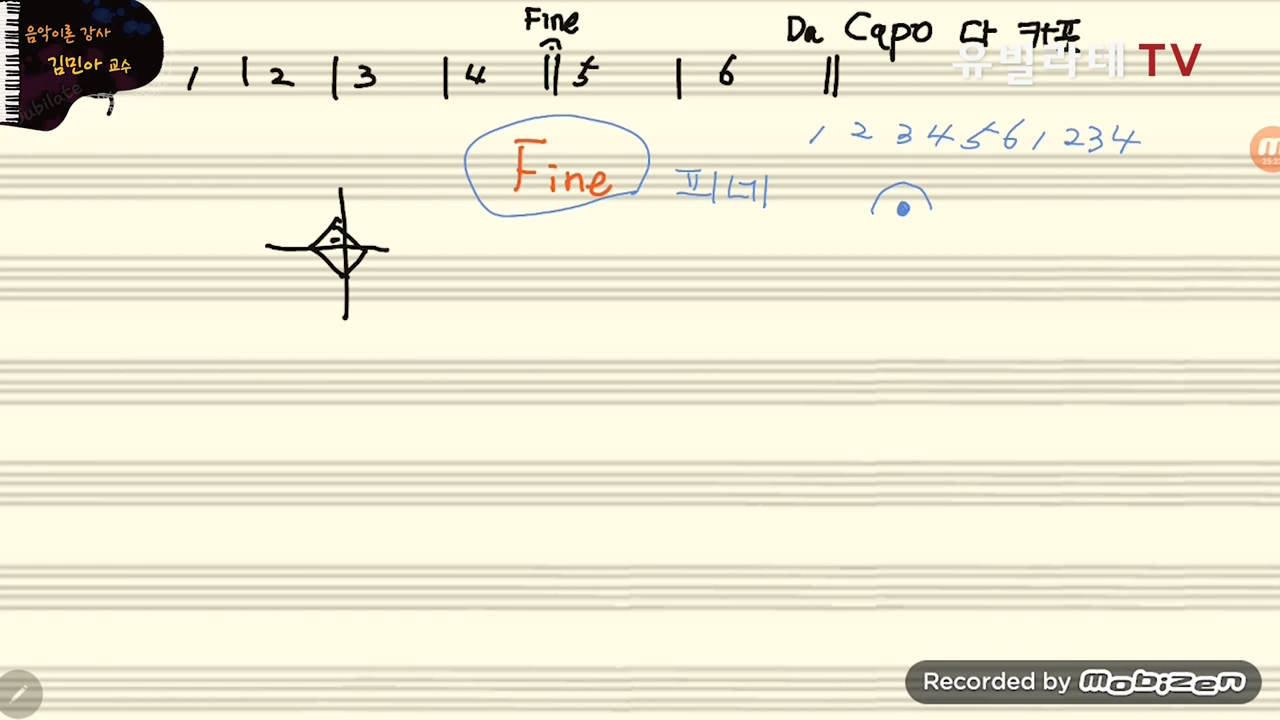 음악이론 강사
김민아 교수
Jubilate
Fine
Da Capo 다 카포
유빌라테 TV
1 | 2 | 3 | 4 || 5 | 6 ||
1 2 3 4 5 6 1 2 3 4
Fine 피네
Recorded by mobizen